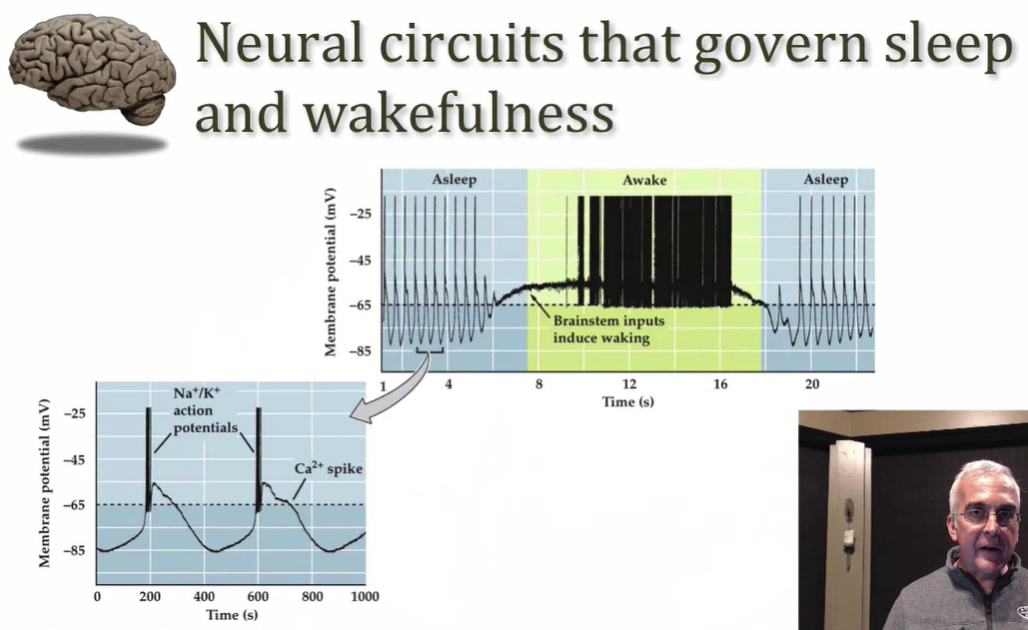 Neural circuits that govern sleep
and wakefulness
Asleep
Awake
Asleep
Membrane potential (mV)
−25
−45
−65
−85
Brainstem inputs
induce waking
1
4
8
12
16
20
Time (s)
Membrane potential (mV)
−25
−45
−65
−85
Na⁺/K⁺
action
potentials
Ca²⁺ spike
0
200
400
600
800
1000
Time (s)